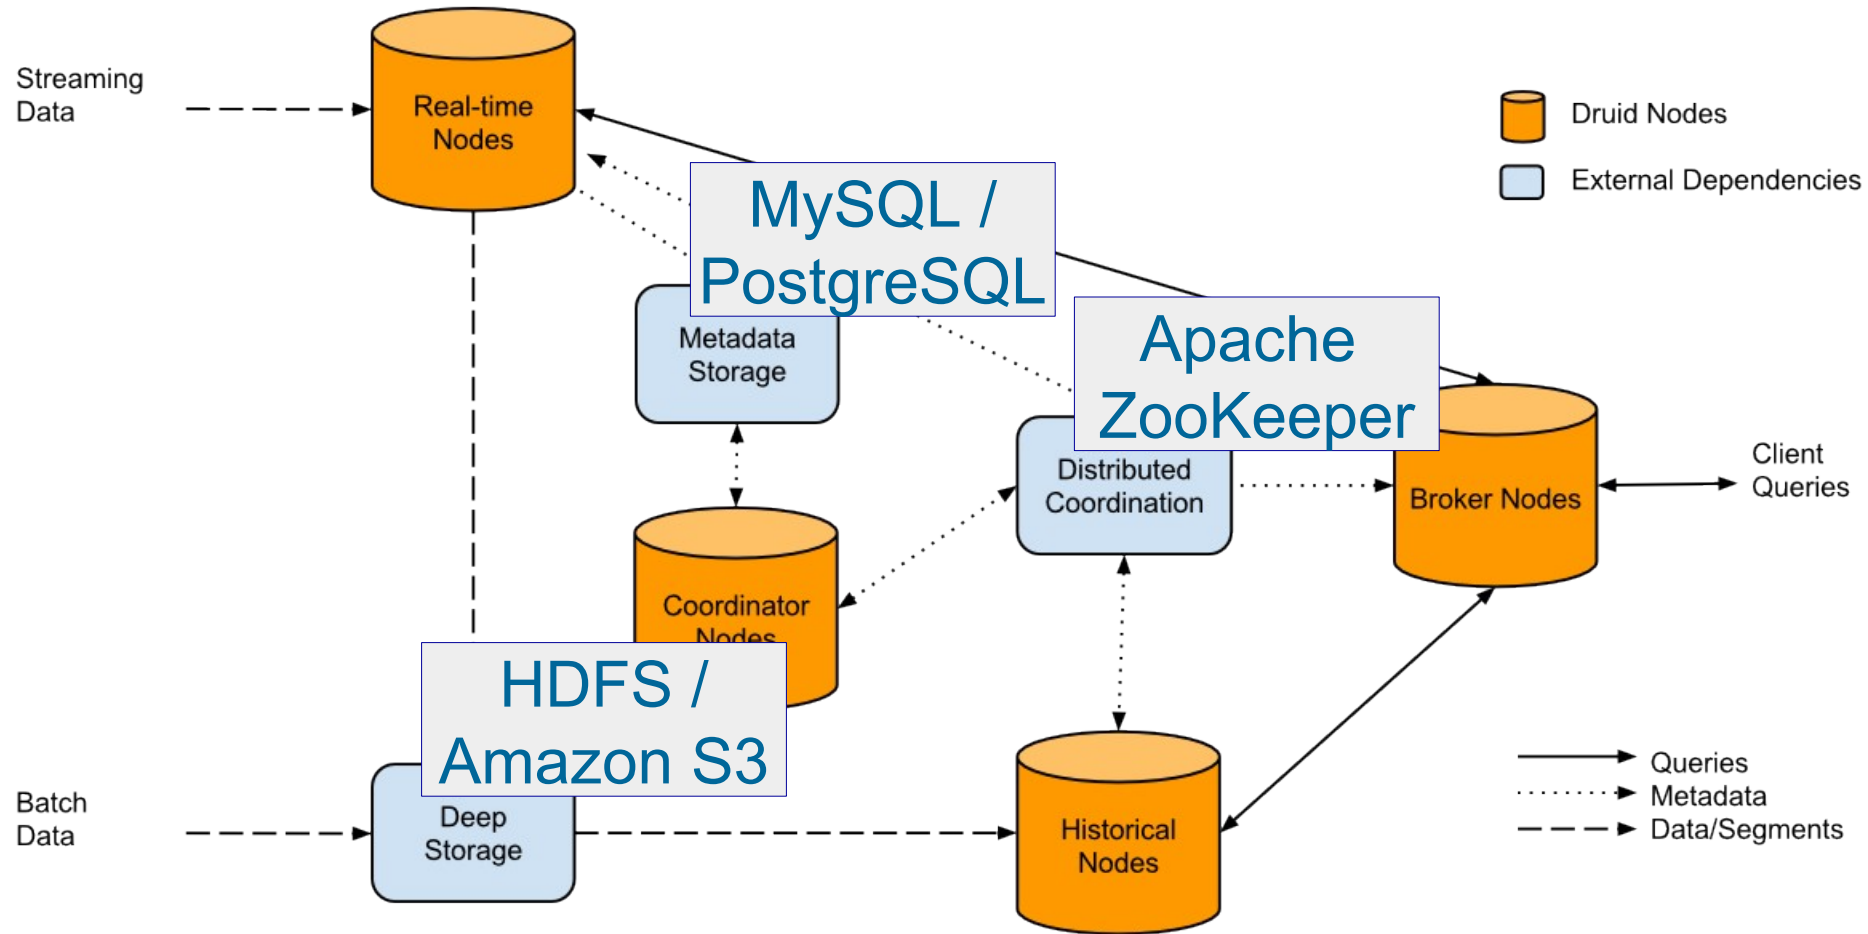 Streaming
Data
Real-time
Nodes
Druid Nodes
External Dependencies
MySQL /
PostgreSQL
Metadata
Storage
Apache
ZooKeeper
Distributed
Coordination
Broker Nodes
Client
Queries
Coordinator
Nodes
HDFS /
Amazon S3
Batch
Data
Deep
Storage
Historical
Nodes
Queries
Metadata
Data/Segments